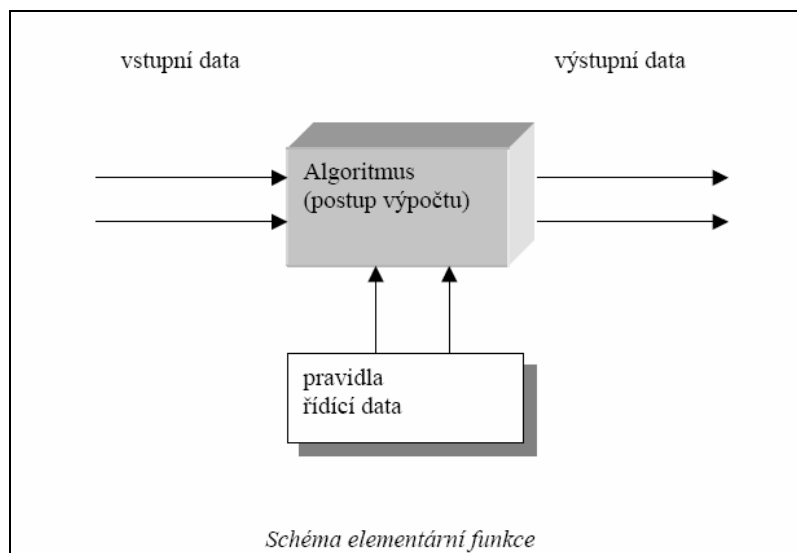 vstupní data
výstupní data
Algoritmus
(postup výpočtu)
pravidla
řídící data
Schéma elementární funkce